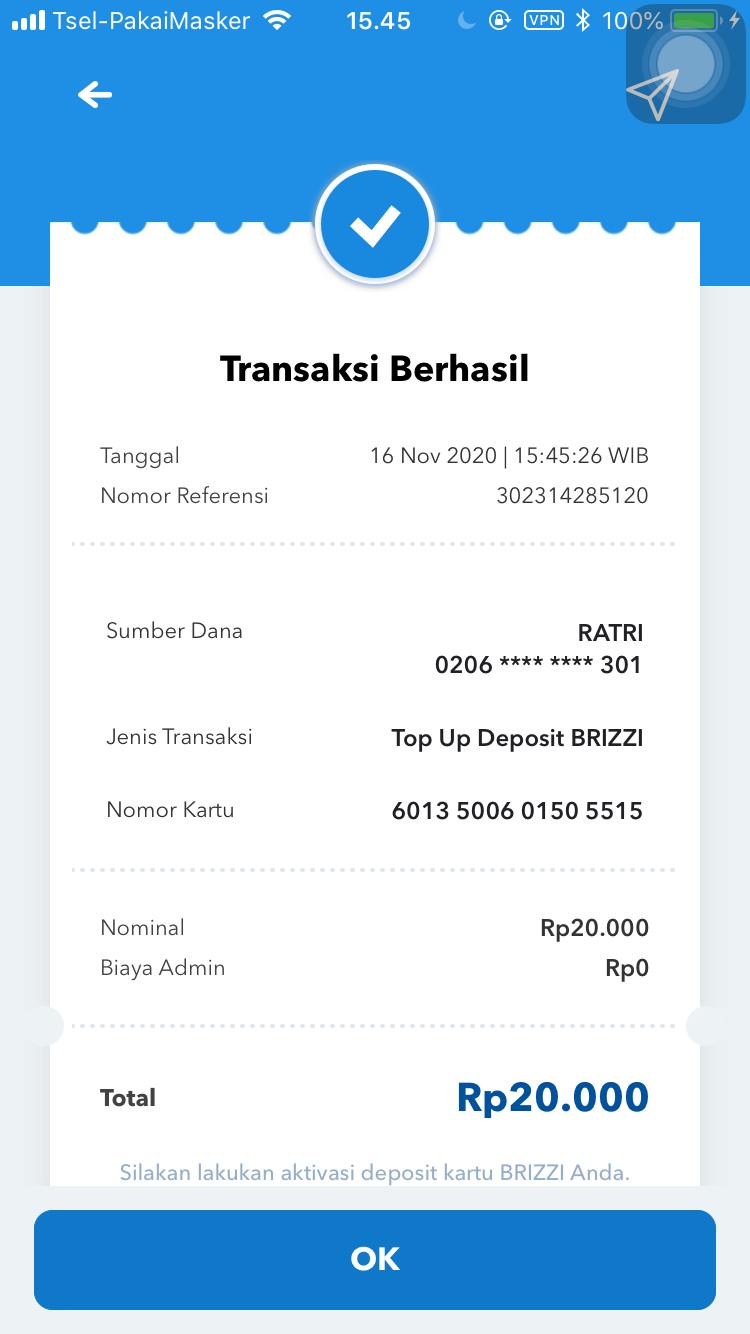 Tsel-PakaiMasker 15.45 VPN 100%
Transaksi Berhasil
Tanggal 16 Nov 2020 | 15:45:26 WIB
Nomor Referensi 302314285120
Sumber Dana RATRI
0206 **** **** 301
Jenis Transaksi Top Up Deposit BRIZZI
Nomor Kartu 6013 5006 0150 5515
Nominal Rp20.000
Biaya Admin Rp0
Total Rp20.000
Silakan lakukan aktivasi deposit kartu BRIZZI Anda.
OK